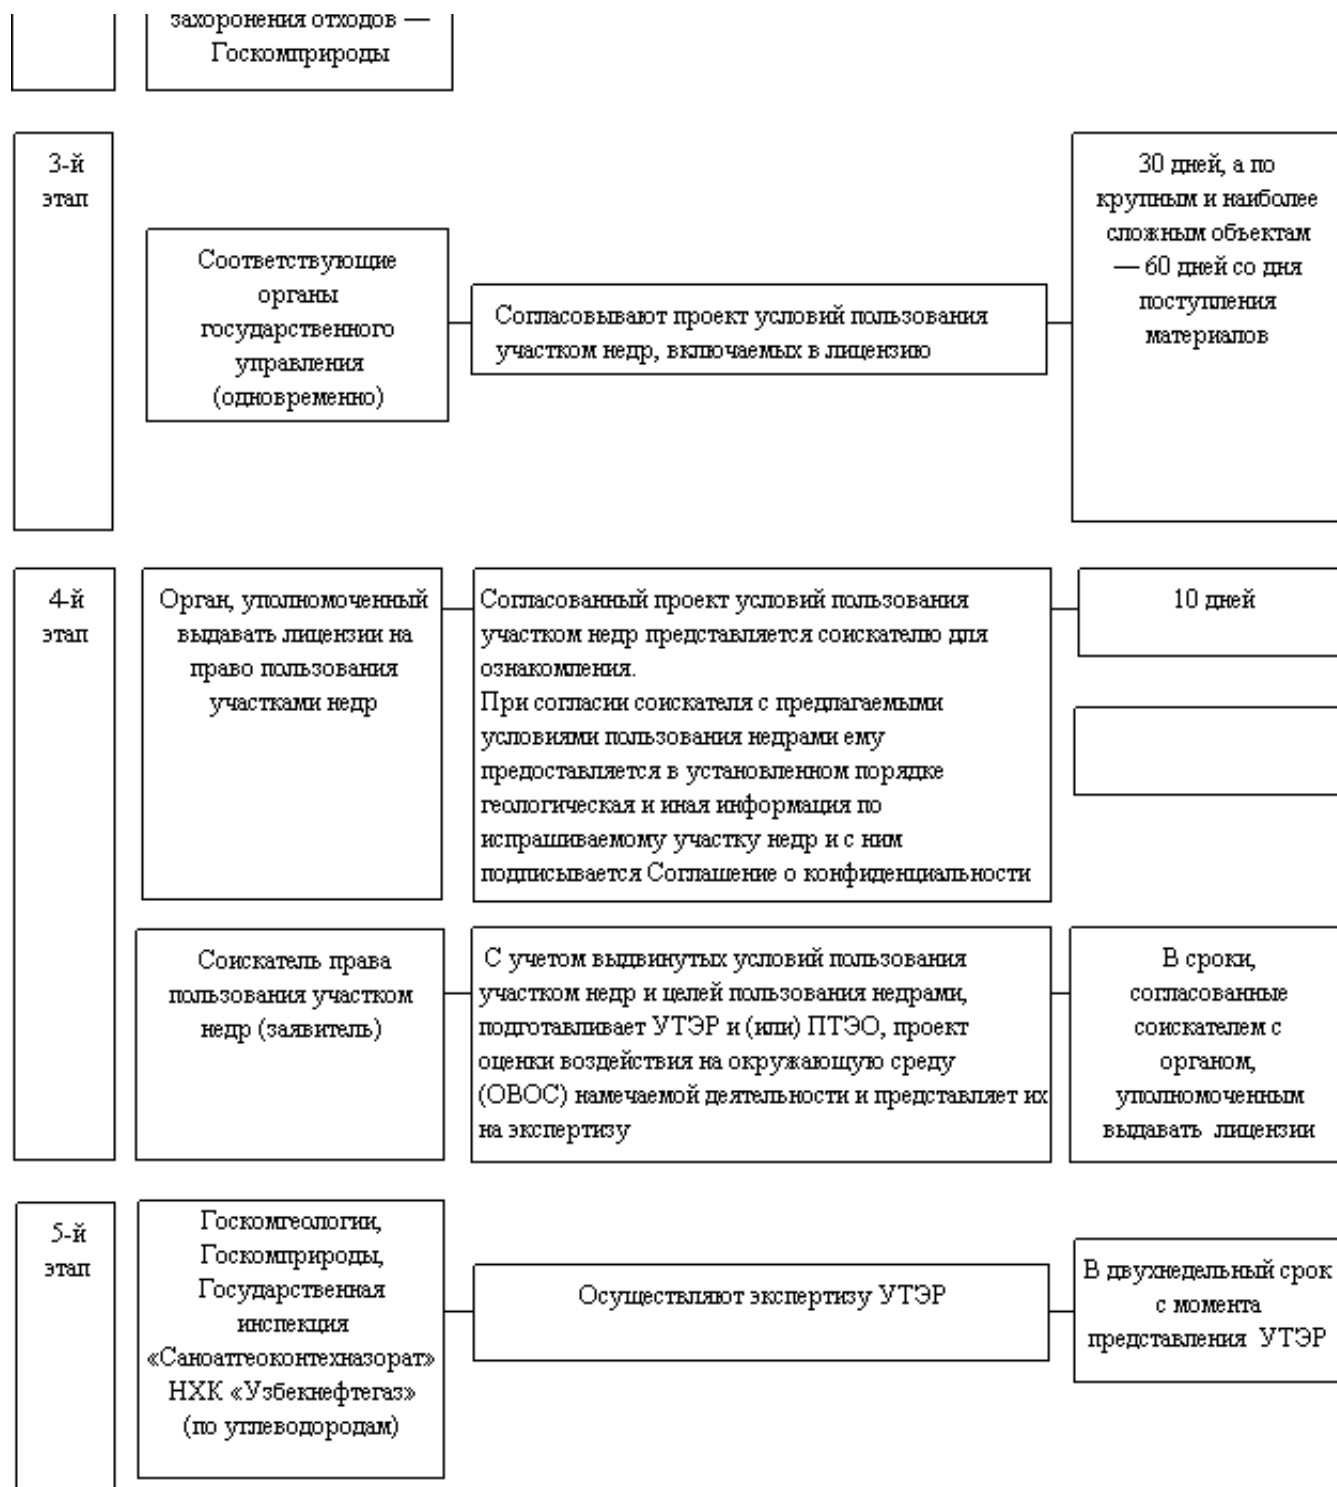 захоронения отходов —
Госкомприроды
3-й
этап
Соответствующие
органы
государственного
управления
(одновременно)
Согласовывают проект условий пользования
участком недр, включаемых в лицензию
30 дней, а по
крупным и наиболее
сложным объектам
— 60 дней со дня
поступления
материалов
4-й
этап
Орган, уполномоченный
выдавать лицензии на
право пользования
участками недр
Согласованный проект условий пользования
участком недр представляется соискателю для
ознакомления.
При согласии соискателя с предлагаемыми
условиями пользования недрами ему
предоставляется в установленном порядке
геологическая и иная информация по
испрашиваемому участку недр и с ним
подписывается Соглашение о конфиденциальности
10 дней
Соискатель права
пользования участком
недр (заявитель)
С учетом выдвинутых условий пользования
участком недр и целей пользования недрами,
подготавливает УТЭР и (или) ПТЭО, проект
оценки воздействия на окружающую среду
(ОВОС) намечаемой деятельности и представляет их
на экспертизу
В сроки,
согласованные
соискателем с
органом,
уполномоченным
выдавать лицензии
5-й
этап
Госкомгеологии,
Госкомприроды,
Государственная
инспекция
«Саноатгеоконтехназорат»
НХК «Узбекнефтегаз»
(по углеводородам)
Осуществляют экспертизу УТЭР
В двухнедельный срок
с момента
представления УТЭР